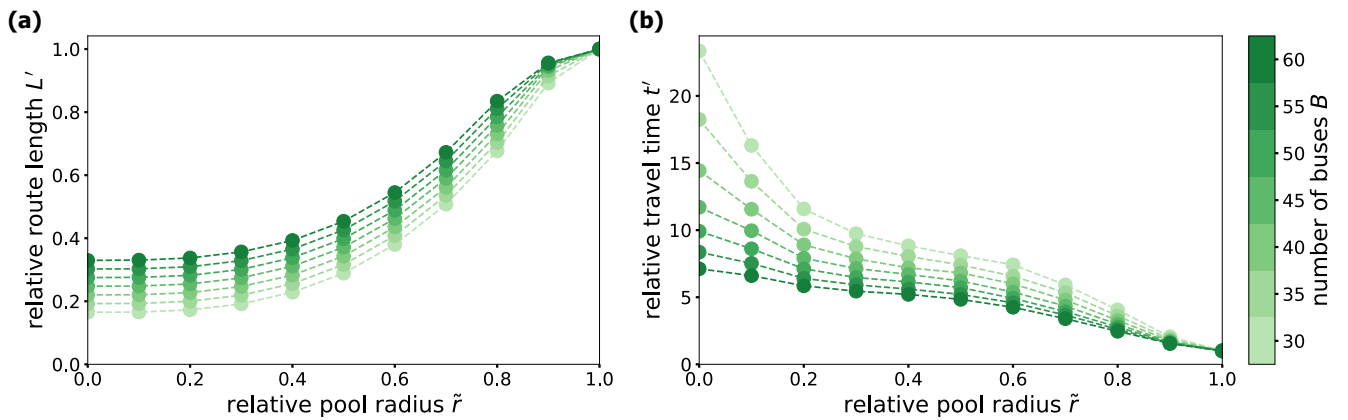 (a)
relative route length L′
1.0
0.8
0.6
0.4
0.2
0.0
0.0 0.2 0.4 0.6 0.8 1.0
relative pool radius r̃
(b)
relative travel time t′
20
15
10
5
0
0.0 0.2 0.4 0.6 0.8 1.0
relative pool radius r̃
60
55
50
45
40
35
30
number of buses B